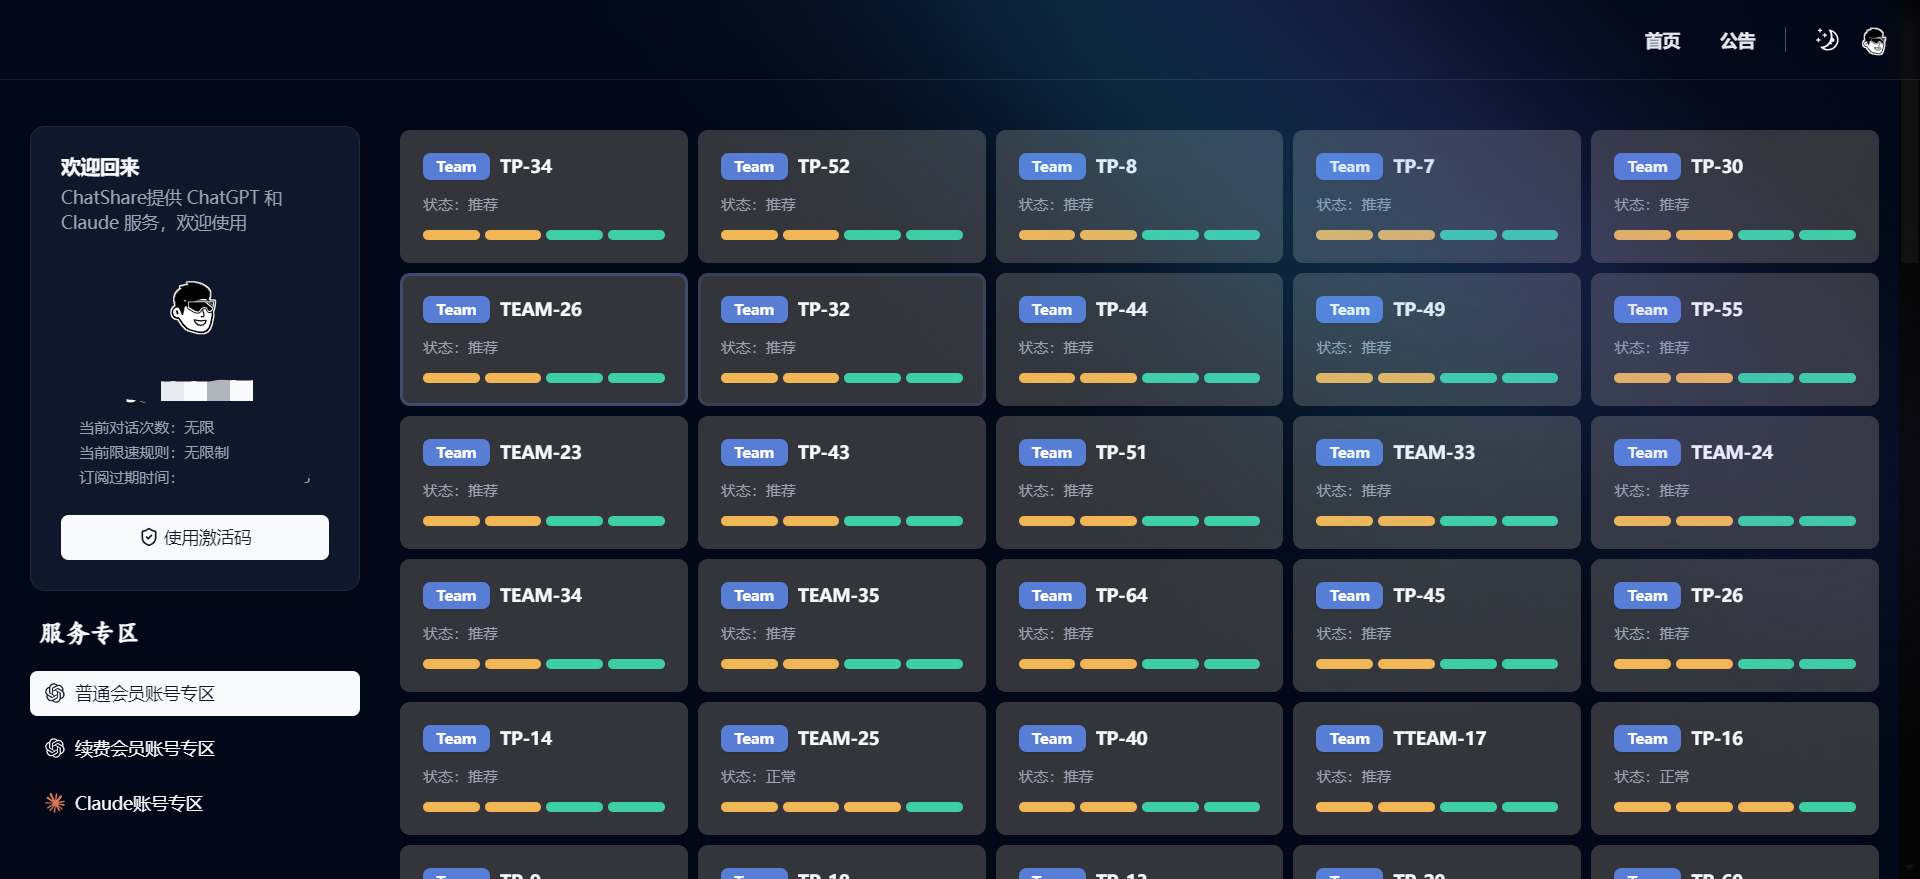 首页
公告
欢迎回来
ChatShare提供 ChatGPT 和
Claude 服务，欢迎使用
当前对话次数：无限
当前限速规则：无限制
订阅过期时间：
使用激活码
服务专区
普通会员账号专区
续费会员账号专区
Claude账号专区
Team TP-34
状态：推荐
Team TP-52
状态：推荐
Team TP-8
状态：推荐
Team TP-7
状态：推荐
Team TP-30
状态：推荐
Team TEAM-26
状态：推荐
Team TP-32
状态：推荐
Team TP-44
状态：推荐
Team TP-49
状态：推荐
Team TP-55
状态：推荐
Team TEAM-23
状态：推荐
Team TP-43
状态：推荐
Team TP-51
状态：推荐
Team TEAM-33
状态：推荐
Team TEAM-24
状态：推荐
Team TEAM-34
状态：推荐
Team TEAM-35
状态：推荐
Team TP-64
状态：推荐
Team TP-45
状态：推荐
Team TP-26
状态：推荐
Team TP-14
状态：推荐
Team TEAM-25
状态：正常
Team TP-40
状态：推荐
Team TTEAM-17
状态：推荐
Team TP-16
状态：正常